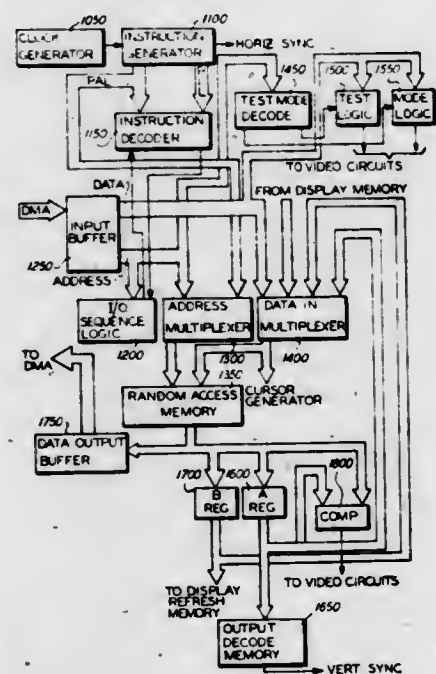 1050
1100
CLOCK
GENERATOR
INSTRUCTION
GENERATOR
HORIZ SYNC
1450
1500
1550
PAL
TEST MODE
DECODE
TEST
LOGIC
MODE
LOGIC
INSTRUCTION
DECODER
1150
TO VIDEO CIRCUITS
DATA
FROM DISPLAY MEMORY
DMA
INPUT
BUFFER
1250
ADDRESS
I/O
SEQUENCE
LOGIC
ADDRESS
MULTIPLEXER
DATA IN
MULTIPLEXER
1200
1300
1400
TO
DMA
1350
RANDOM ACCESS
MEMORY
CURSOR
GENERATOR
1750
DATA OUTPUT
BUFFER
1700
1600
1800
B
REG
A
REG
COMP
TO DISPLAY
REFRESH
MEMORY
TO VIDEO CIRCUITS
1650
OUTPUT
DECODE
MEMORY
VERT SYNC